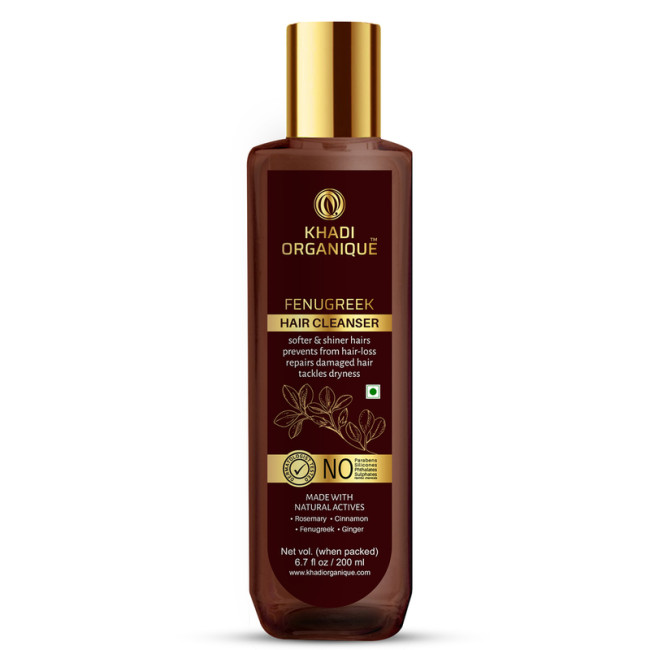 KHADI
ORGANIQUE™
FENUGREEK
HAIR CLEANSER
softer & shiner hairs
prevents from hair-loss
repairs damaged hair
tackles dryness
NO
Parabens
Silicones
Phthalates
Sulphates
MADE WITH
NATURAL ACTIVES
• Rosemary • Cinnamon
• Fenugreek • Ginger
Net vol. (when packed)
6.7 fl oz / 200 ml
www.khadiorganique.com